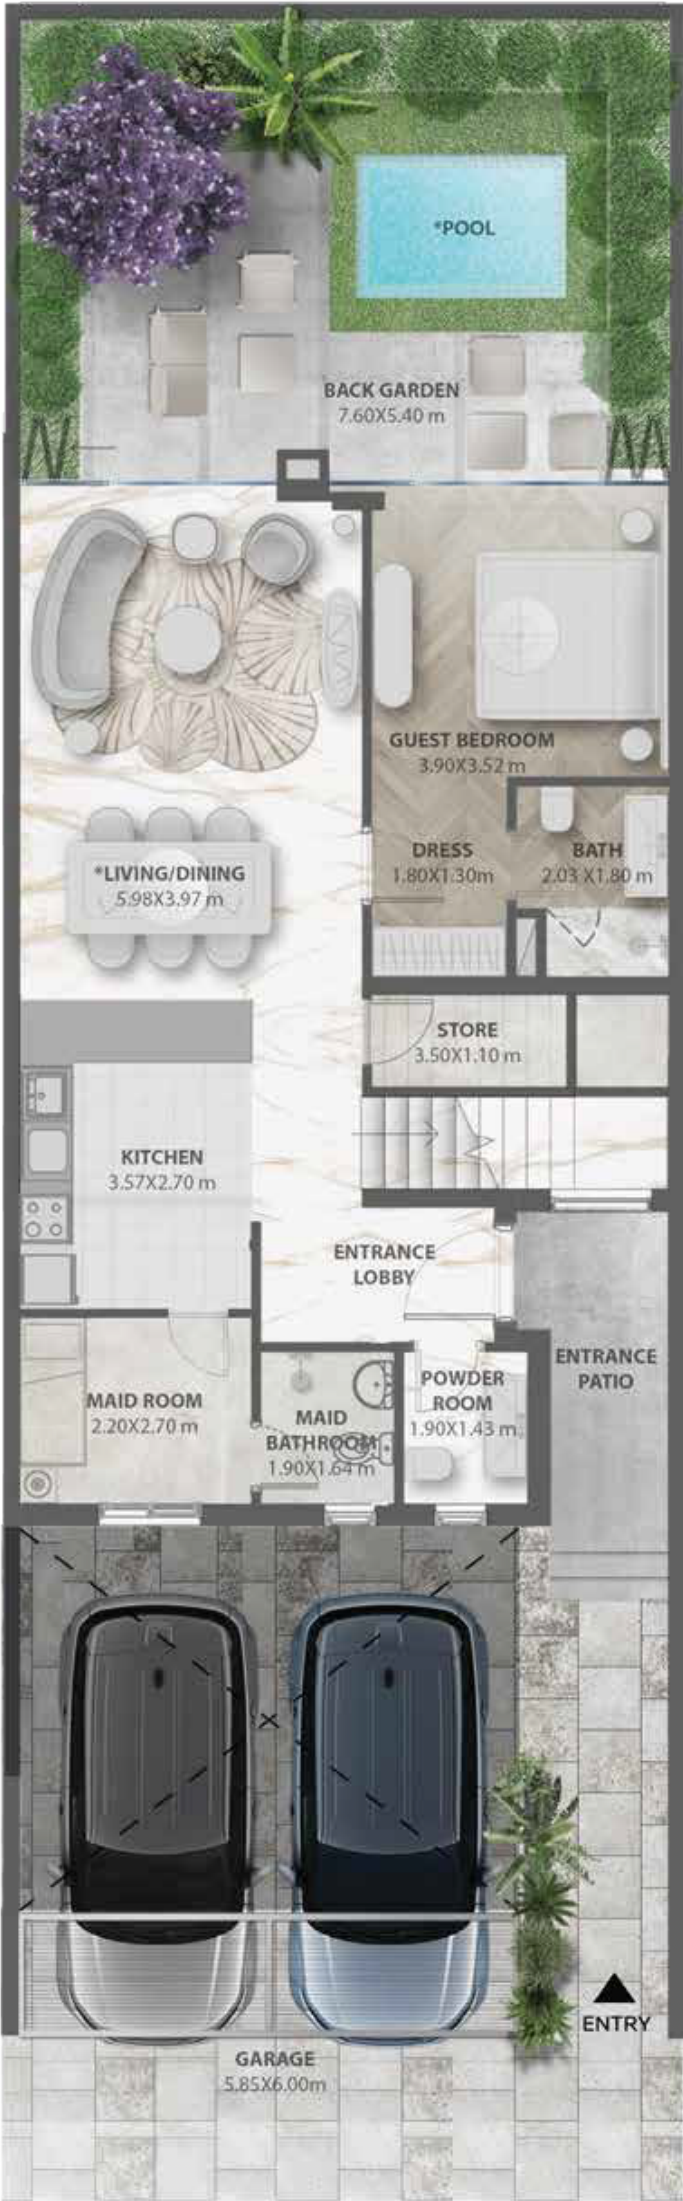 *POOL
BACK GARDEN
7.60X5.40 m
GUEST BEDROOM
3.90X3.52 m
*LIVING/DINING
5.98X3.97 m
DRESS
1.80X1.30m
BATH
2.03 X1.80 m
STORE
3.50X1.10 m
KITCHEN
3.57X2.70 m
ENTRANCE
LOBBY
ENTRANCE
PATIO
MAID ROOM
2.20X2.70 m
MAID
BATHROOM
1.90X1.64 m
POWDER
ROOM
1.90X1.43 m
ENTRY
GARAGE
5.85X6.00m